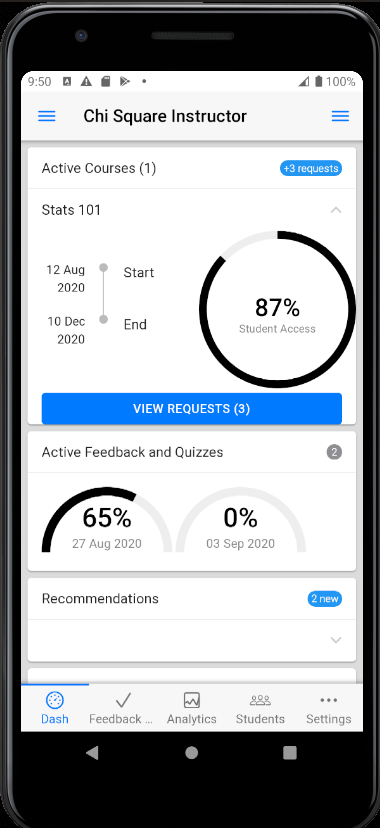 9:50
100%
Chi Square Instructor
Active Courses (1)
+3 requests
Stats 101
12 Aug
2020
Start
10 Dec
2020
End
87%
Student Access
VIEW REQUESTS (3)
Active Feedback and Quizzes
2
65%
27 Aug 2020
0%
03 Sep 2020
Recommendations
2 new
Dash
Feedback ...
Analytics
Students
Settings